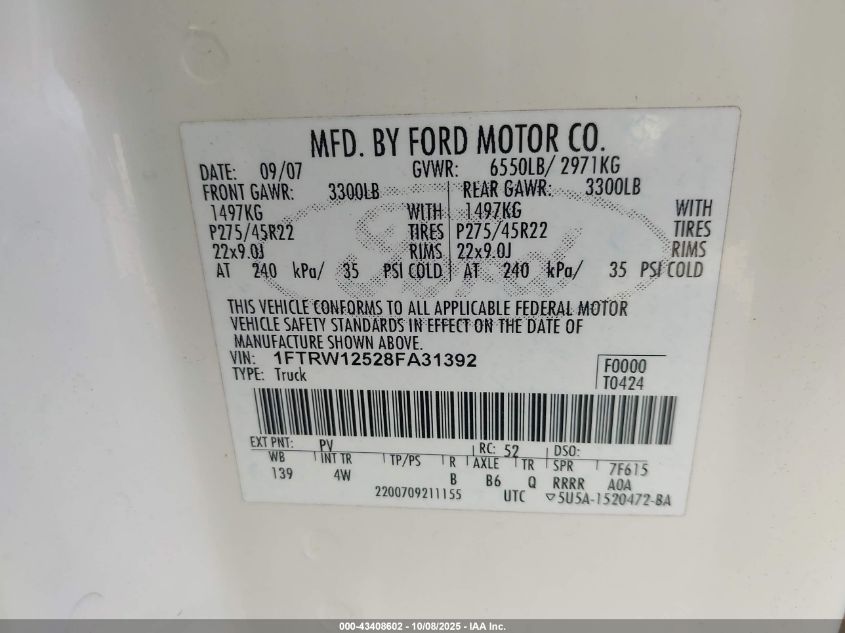 MFD. BY FORD MOTOR CO.
DATE: 09/07 GVWR: 6550LB/ 2971KG
FRONT GAWR: 3300LB REAR GAWR: 3300LB
1497KG WITH 1497KG WITH
P275/45R22 TIRES P275/45R22 TIRES
22x9.0J RIMS 22x9.0J RIMS
AT 240 kPa/ 35 PSI COLD AT 240 kPa/ 35 PSI COLD
THIS VEHICLE CONFORMS TO ALL APPLICABLE FEDERAL MOTOR
VEHICLE SAFETY STANDARDS IN EFFECT ON THE DATE OF
MANUFACTURE SHOWN ABOVE.
VIN: 1FTRW12528FA31392 F0000
TYPE: Truck T0424
EXT PNT: PV RC: 52 DSO:
WB INT TR TP/PS R AXLE TR SPR 7F615
139 4W B B6 Q RRRR A0A
2200709211155 UTC ▽5U5A-1520472-BA
000-43408602 - 10/08/2025 - IAA Inc.